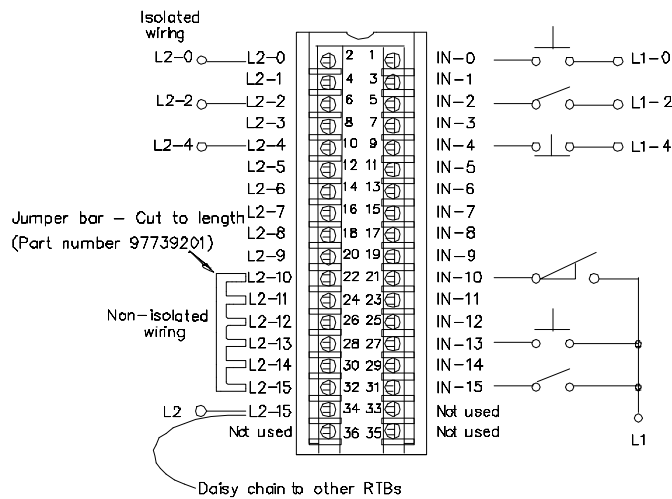 Isolated
wiring
L2-0 L2-0 2 1 IN-0 L1-0
L2-1 4 3 IN-1
L2-2 L2-2 6 5 IN-2 L1-2
L2-3 8 7 IN-3
L2-4 L2-4 10 9 IN-4 L1-4
L2-5 12 11 IN-5
L2-6 14 13 IN-6
L2-7 16 15 IN-7
Jumper bar – Cut to length
(Part number 97739201)
L2-8 18 17 IN-8
L2-9 20 19 IN-9
L2-10 22 21 IN-10
L2-11 24 23 IN-11
Non-isolated
wiring
L2-12 26 25 IN-12
L2-13 28 27 IN-13
L2-14 30 29 IN-14
L2-15 32 31 IN-15
L2 L2-15 34 33 Not used
Not used 36 35 Not used
L1
Daisy chain to other RTBs